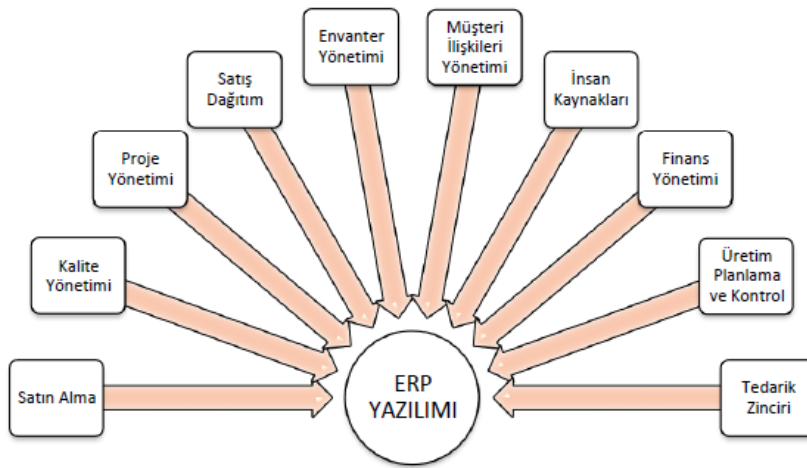 Envanter
Yönetimi
Müşteri
İlişkileri
Yönetimi
Satış
Dağıtım
İnsan
Kaynakları
Proje
Yönetimi
Finans
Yönetimi
Kalite
Yönetimi
Üretim
Planlama
ve Kontrol
Satın Alma
ERP
YAZILIMI
Tedarik
Zinciri